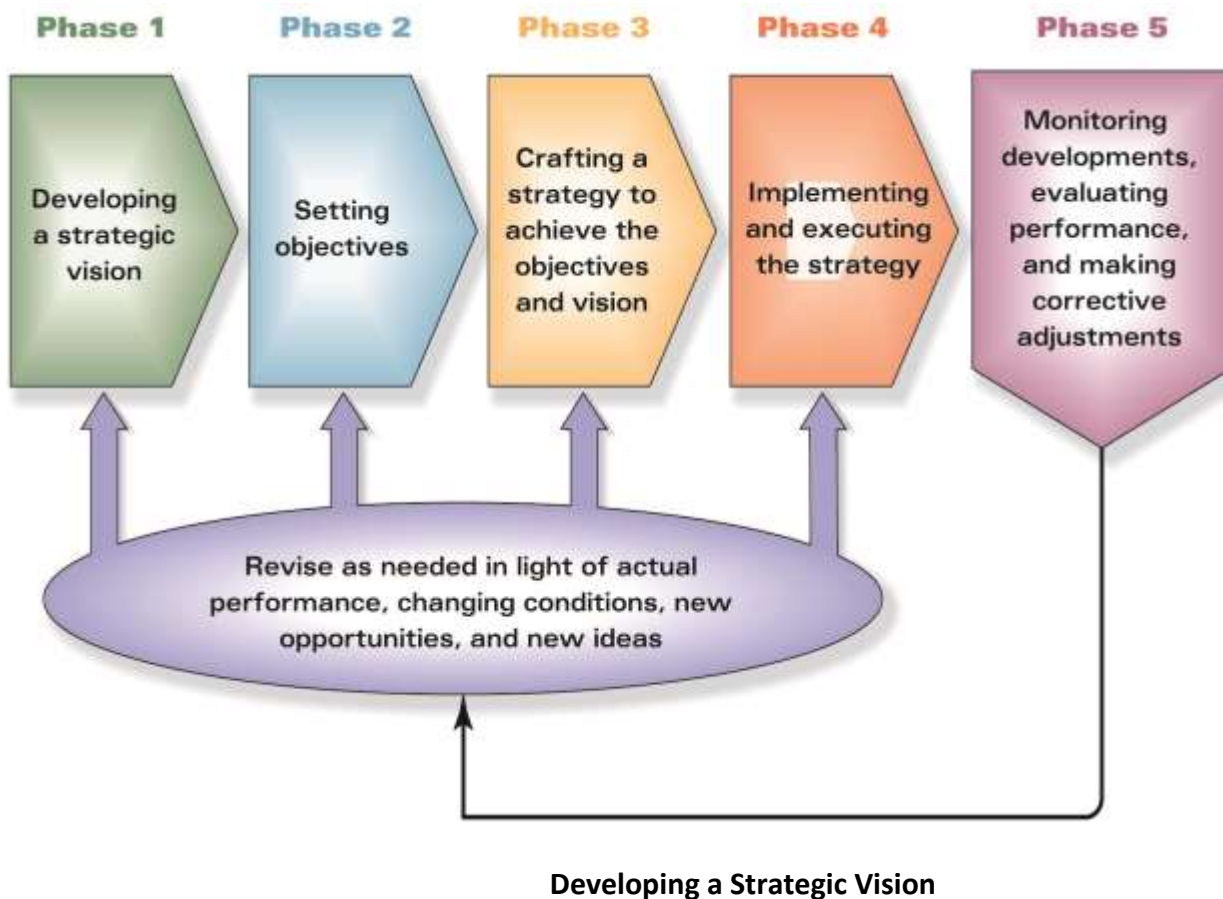 Phase 1
Phase 2
Phase 3
Phase 4
Phase 5
Developing
a strategic
vision
Setting
objectives
Crafting a
strategy to
achieve the
objectives
and vision
Implementing
and executing
the strategy
Monitoring
developments,
evaluating
performance,
and making
corrective
adjustments
Revise as needed in light of actual
performance, changing conditions, new
opportunities, and new ideas
Developing a Strategic Vision